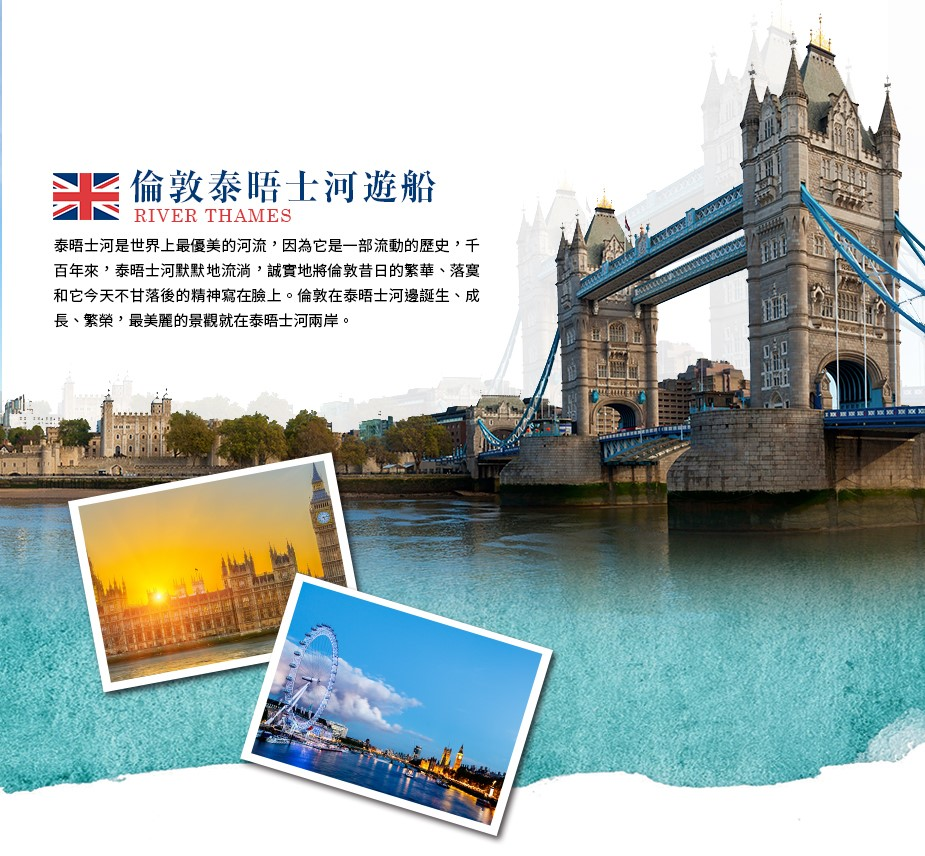 倫敦泰晤士河遊船
RIVER THAMES
泰晤士河是世界上最優美的河流，因為它是一部流動的歷史，千
百年來，泰晤士河默默地流淌，誠實地將倫敦昔日的繁華、落寞
和它今天不甘落後的精神寫在臉上。倫敦在泰晤士河邊誕生、成
長、繁榮，最美麗的景觀就在泰晤士河兩岸。